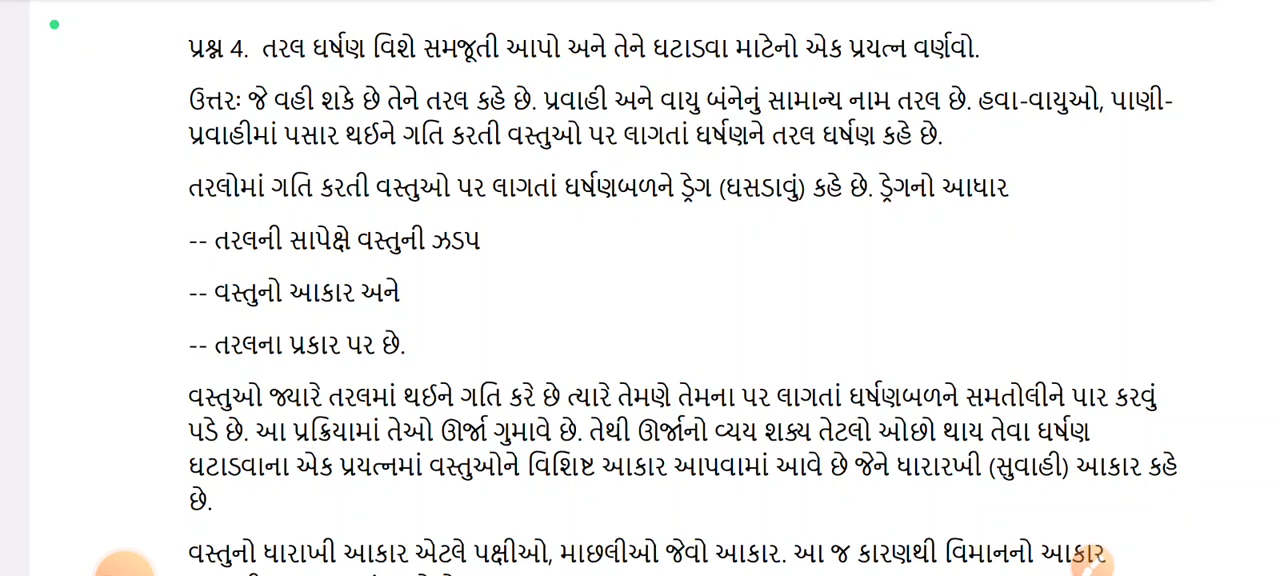 પ્રશ્ન 4. તરલ ઘર્ષણ વિશે સમજૂતી આપો અને તેને ઘટાડવા માટેનો એક પ્રયત્ન વર્ણવો.
ઉત્તરઃ જે વહી શકે છે તેને તરલ કહે છે. પ્રવાહી અને વાયુ બંનેનું સામાન્ય નામ તરલ છે. હવા-વાયુઓ, પાણી-
પ્રવાહીમાં પસાર થઈને ગતિ કરતી વસ્તુઓ પર લાગતાં ઘર્ષણને તરલ ઘર્ષણ કહે છે.
તરલોમાં ગતિ કરતી વસ્તુઓ પર લાગતાં ઘર્ષણબળને ડ્રેગ (ઘસડાવું) કહે છે. ડ્રેગનો આધાર
-- તરલની સાપેક્ષે વસ્તુની ઝડપ
-- વસ્તુનો આકાર અને
-- તરલના પ્રકાર પર છે.
વસ્તુઓ જ્યારે તરલમાં થઈને ગતિ કરે છે ત્યારે તેમણે તેમના પર લાગતાં ઘર્ષણબળને સમતોલીને પાર કરવું
પડે છે. આ પ્રક્રિયામાં તેઓ ઊર્જા ગુમાવે છે. તેથી ઊર્જાનો વ્યય શક્ય તેટલો ઓછો થાય તેવા ઘર્ષણ
ઘટાડવાના એક પ્રયત્નમાં વસ્તુઓને વિશિષ્ટ આકાર આપવામાં આવે છે જેને ધારારખી (સુવાહી) આકાર કહે
છે.
વસ્તુનો ધારાખી આકાર એટલે પક્ષીઓ, માછલીઓ જેવો આકાર. આ જ કારણથી વિમાનનો આકાર